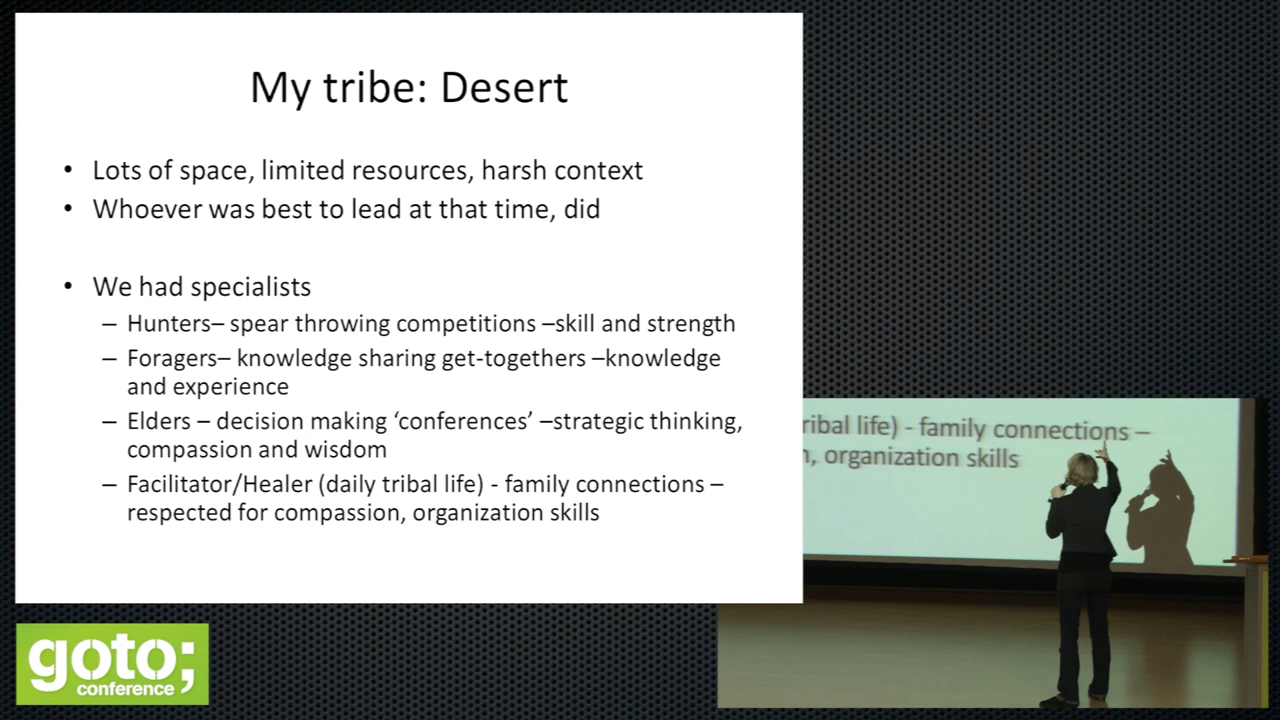 My tribe: Desert
• Lots of space, limited resources, harsh context
• Whoever was best to lead at that time, did
• We had specialists
– Hunters– spear throwing competitions –skill and strength
– Foragers– knowledge sharing get-togethers –knowledge
and experience
– Elders – decision making ‘conferences’ –strategic thinking,
compassion and wisdom
– Facilitator/Healer (daily tribal life) - family connections –
respected for compassion, organization skills
ribal life) - family connections –
, organization skills
goto;
conference